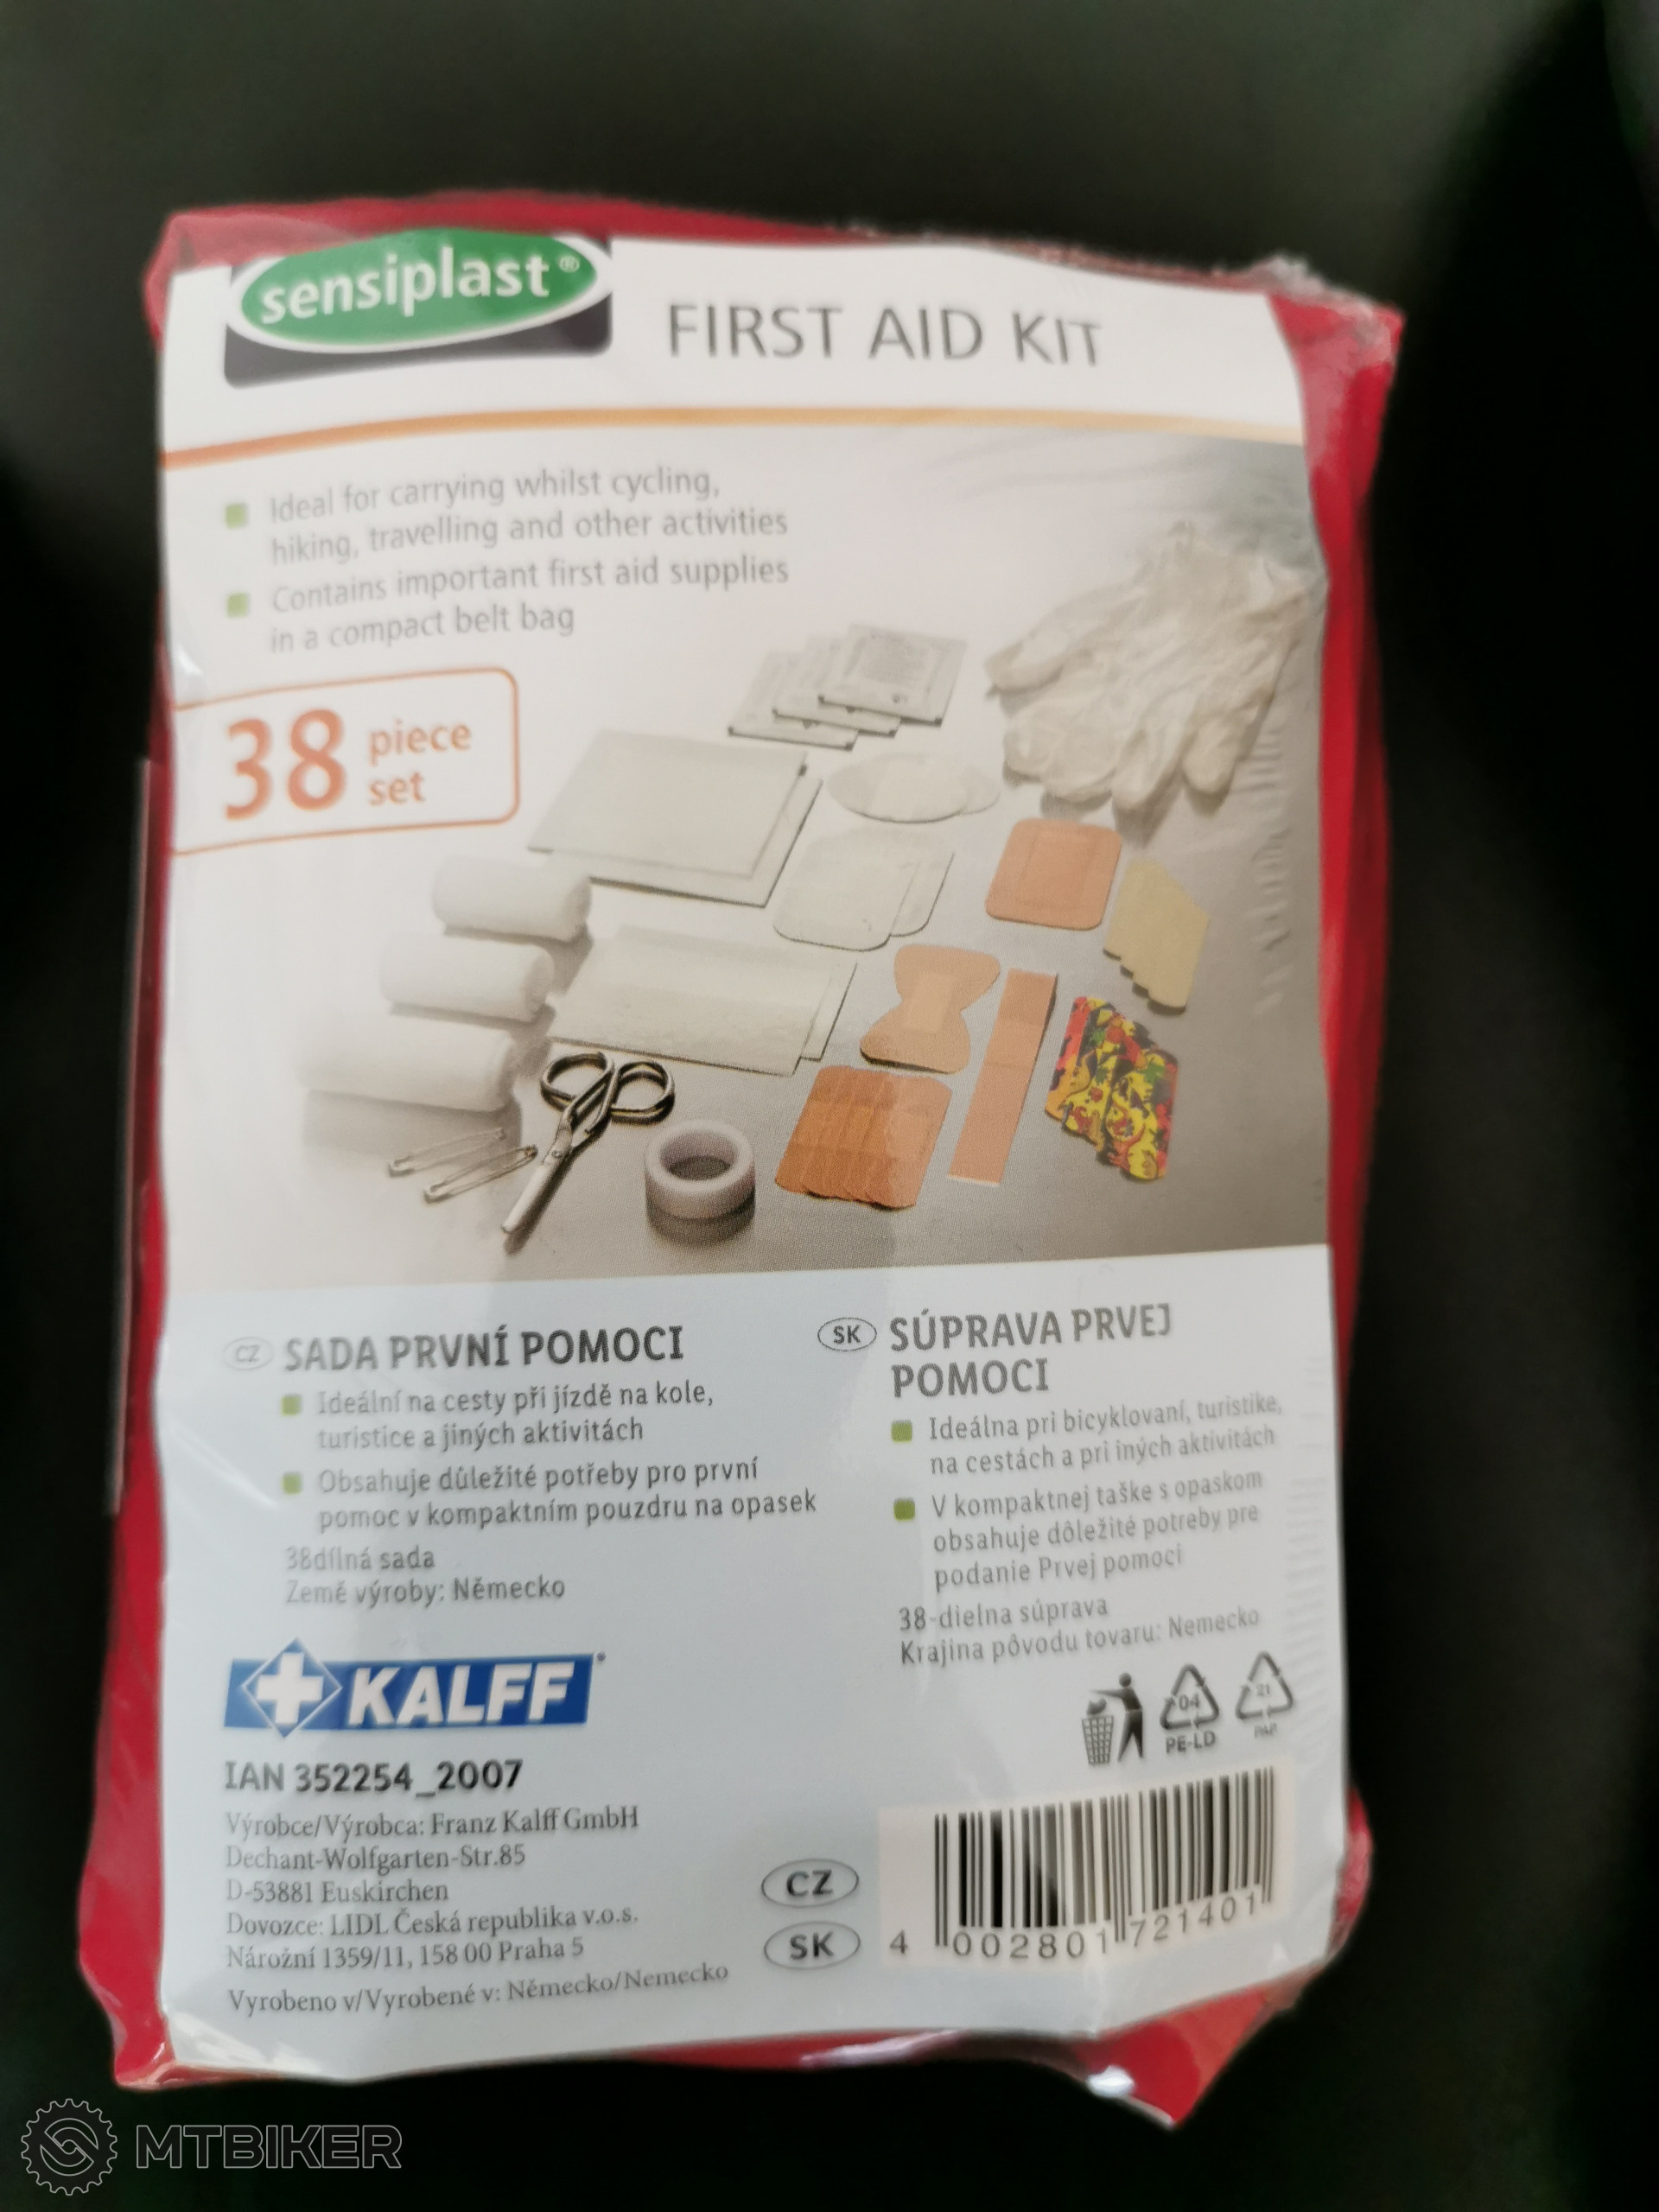 sensiplast®
FIRST AID KIT
Ideal for carrying whilst cycling,
hiking, travelling and other activities
Contains important first aid supplies
in a compact belt bag
38 piece
set
CZ SADA PRVNÍ POMOCI
Ideální na cesty při jízdě na kole,
turistice a jiných aktivitách
Obsahuje důležité potřeby pro první
pomoc v kompaktním pouzdru na opasek
38dílná sada
Země výroby: Německo
SK SÚPRAVA PRVEJ
POMOCI
Ideálna pri bicyklovaní, turistike,
na cestách a pri iných aktivitách
V kompaktnej taške s opaskom
obsahuje dôležité potreby pre
podanie Prvej pomoci
38-dielna súprava
Krajina pôvodu tovaru: Nemecko
KALFF
04
PE-LD
21
PAP
IAN 352254_2007
Výrobce/Výrobca: Franz Kalff GmbH
Dechant-Wolfgarten-Str.85
D-53881 Euskirchen
Dovozce: LIDL Česká republika v.o.s.
Nárožní 1359/11, 158 00 Praha 5
Vyrobeno v/Vyrobené v: Německo/Nemecko
CZ
SK
4 002801 721401
MTBIKER